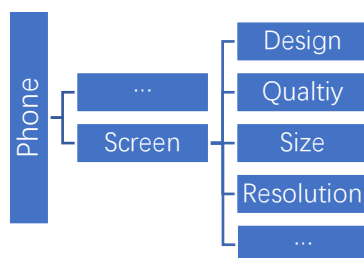 Phone
...
Screen
Design
Qualtiy
Size
Resolution
...